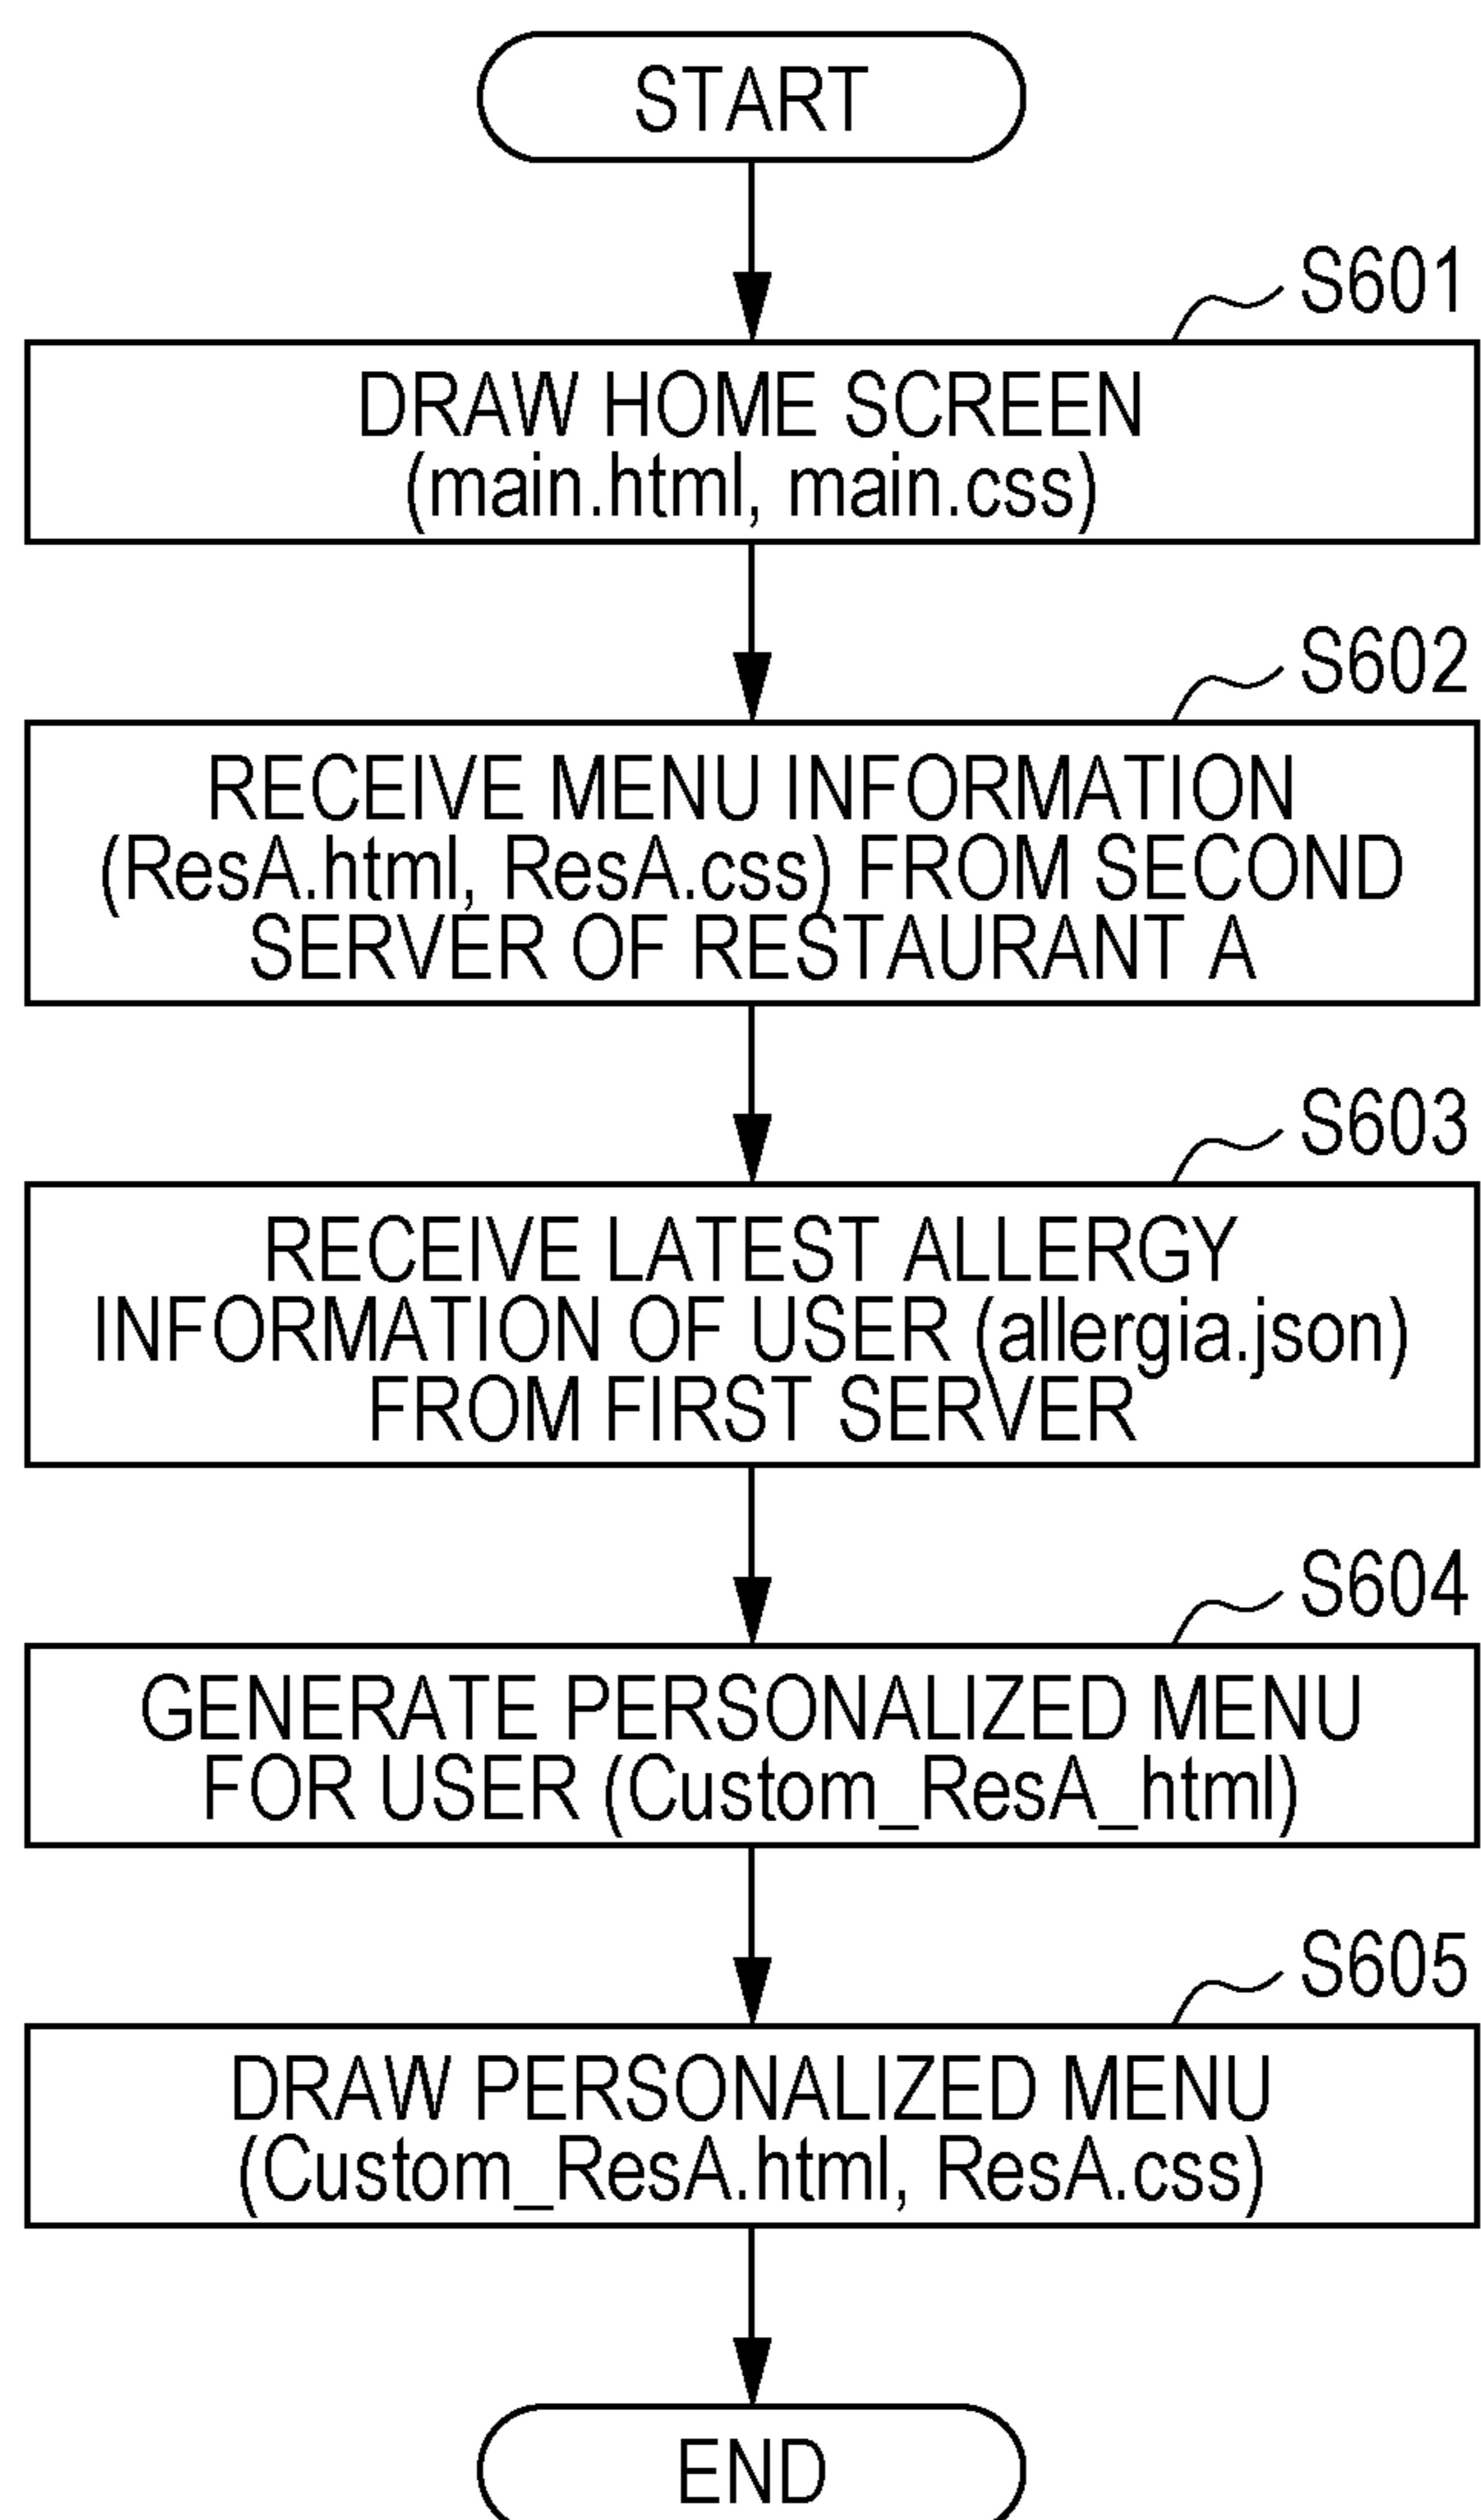 START
S601
DRAW HOME SCREEN
(main.html, main.css)
S602
RECEIVE MENU INFORMATION
(ResA.html, ResA.css) FROM SECOND
SERVER OF RESTAURANT A
S603
RECEIVE LATEST ALLERGY
INFORMATION OF USER (allergia.json)
FROM FIRST SERVER
S604
GENERATE PERSONALIZED MENU
FOR USER (Custom_ResA_html)
S605
DRAW PERSONALIZED MENU
(Custom_ResA.html, ResA.css)
END